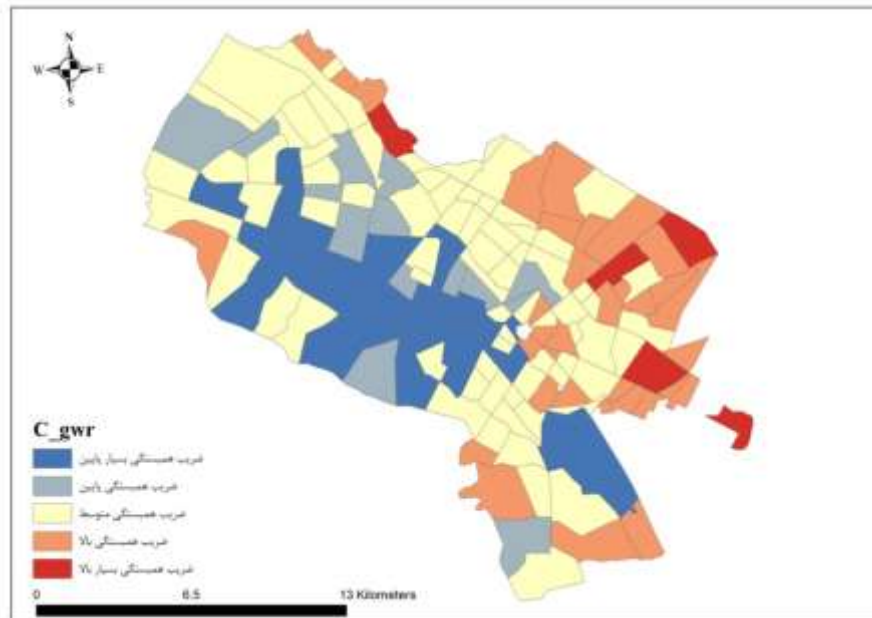 N
W E
S
C_gwr
ضریب همبستگی بسیار پایین
ضریب همبستگی پایین
ضریب همبستگی متوسط
ضریب همبستگی بالا
ضریب همبستگی بسیار بالا
0 6.5 13 Kilometers